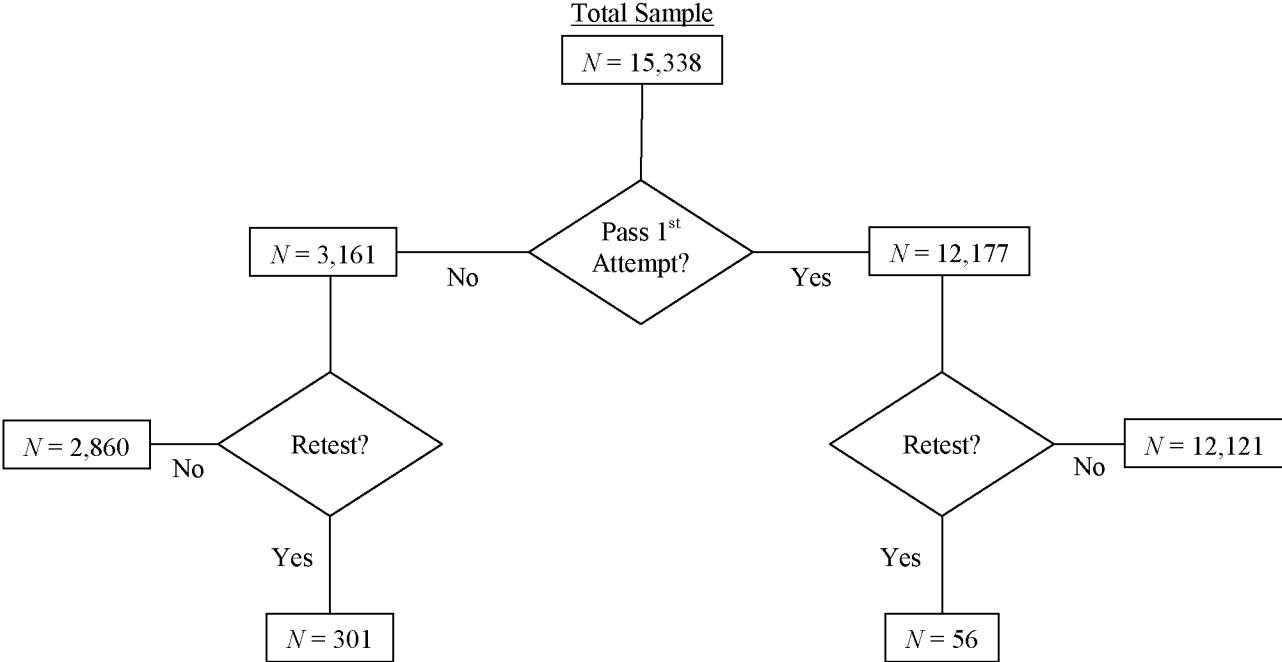 Total Sample
N = 15,338
Pass 1st
Attempt?
N = 3,161
No
Yes
N = 12,177
N = 2,860
No
Retest?
Yes
N = 301
Retest?
No
N = 12,121
Yes
N = 56